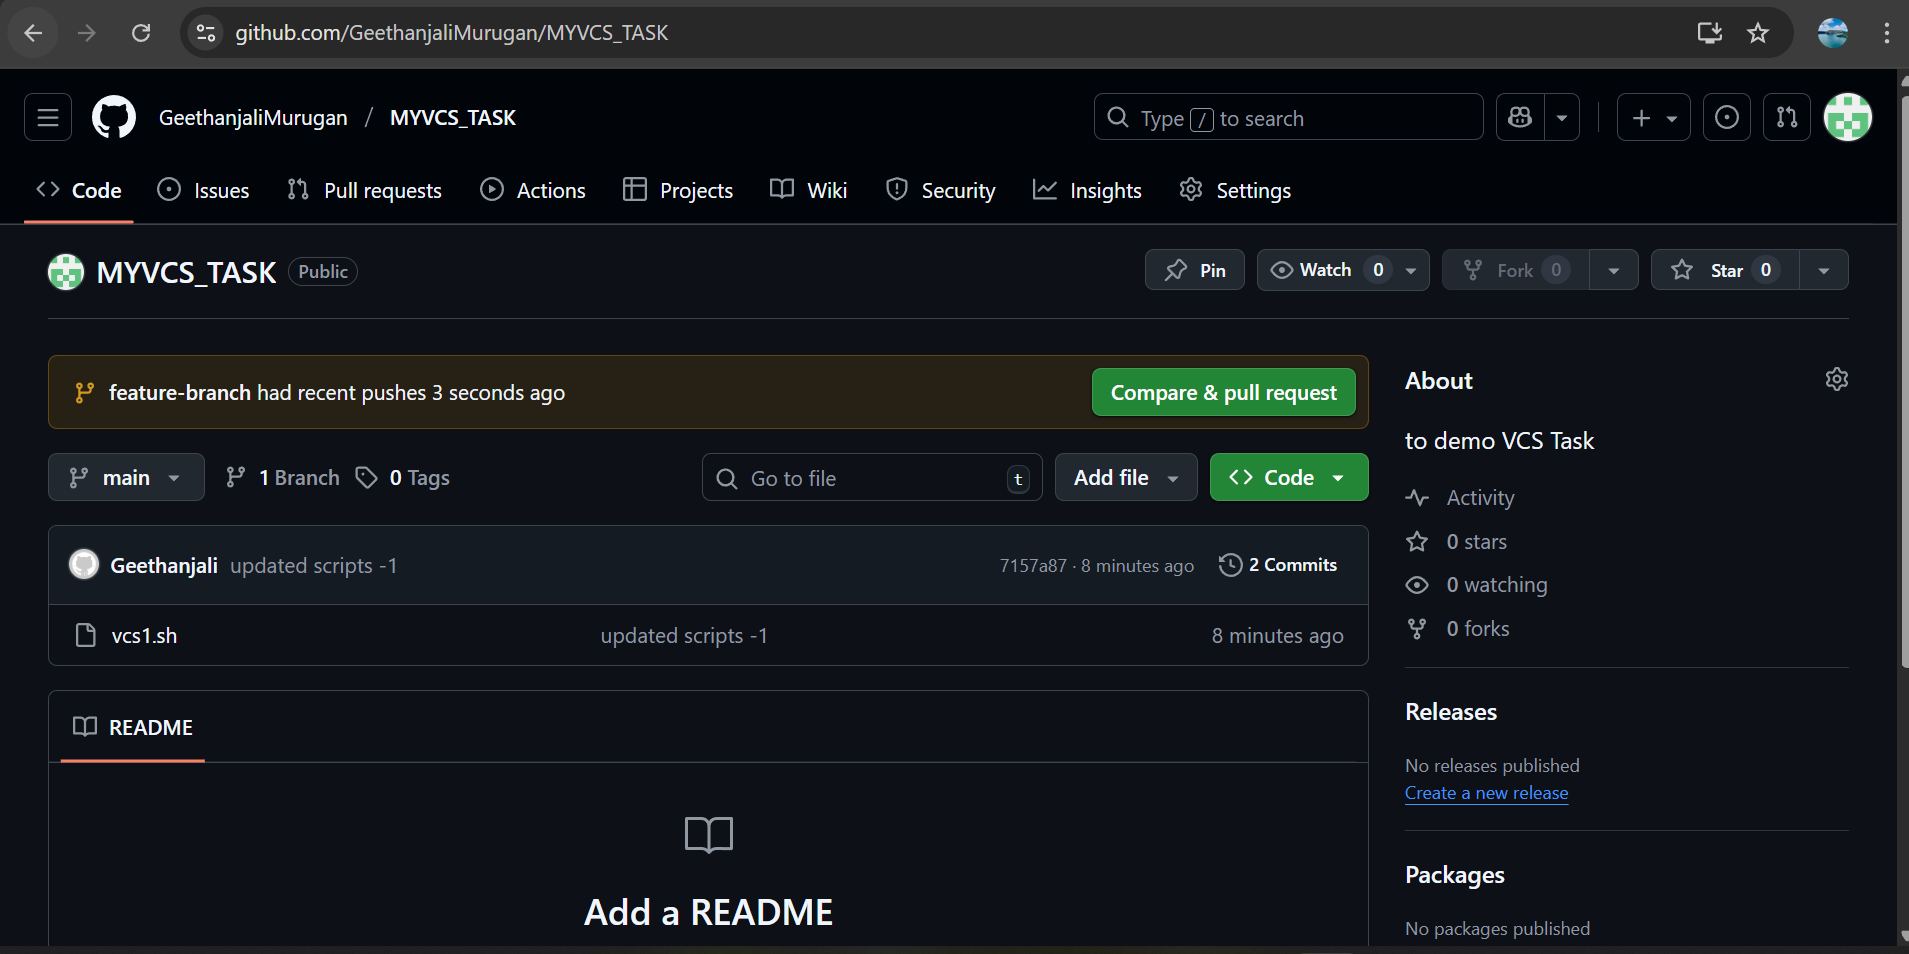 github.com/GeethanjaliMurugan/MYVCS_TASK
GeethanjaliMurugan / MYVCS_TASK
Type / to search
Code Issues Pull requests Actions Projects Wiki Security Insights Settings
MYVCS_TASK Public
Pin Watch 0 Fork 0 Star 0
feature-branch had recent pushes 3 seconds ago
Compare & pull request
main 1 Branch 0 Tags
Go to file t
Add file
Code
Geethanjali updated scripts -1 7157a87 · 8 minutes ago 2 Commits
vcs1.sh updated scripts -1 8 minutes ago
README
Add a README
About
to demo VCS Task
Activity
0 stars
0 watching
0 forks
Releases
No releases published
Create a new release
Packages
No packages published